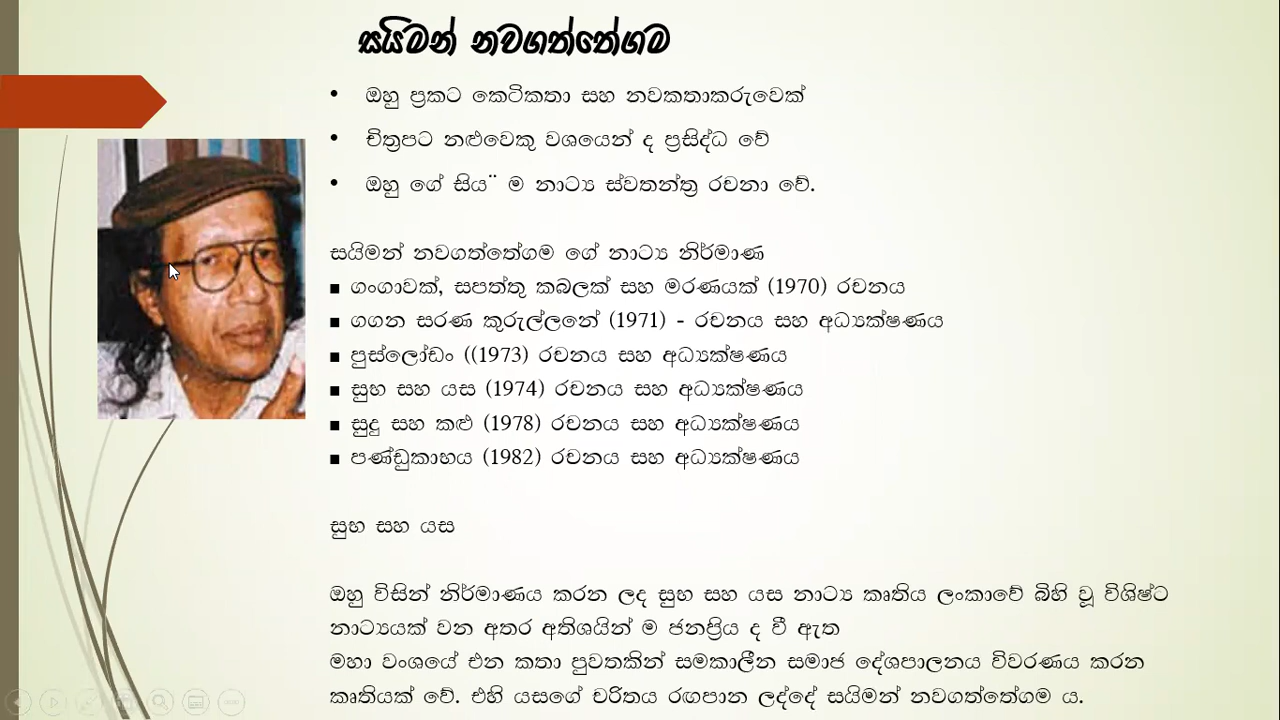 සයිමන් නවගත්තේගම
• ඔහු ප්‍රකට කෙටිකතා සහ නවකතාකරුවෙක්
• චිත්‍රපට නළුවෙකු වශයෙන් ද ප්‍රසිද්ධ වේ
• ඔහු ගේ සිය¨ ම නාට්‍ය ස්වතන්ත්‍ර රචනා වේ.
සයිමන් නවගත්තේගම ගේ නාට්‍ය නිර්මාණ
■ ගංගාවක්, සපත්තු කබලක් සහ මරණයක් (1970) රචනය
■ ගගන සරණ කුරුල්ලනේ (1971) - රචනය සහ අධ්‍යක්ෂණය
■ පුස්ලෝඩං ((1973) රචනය සහ අධ්‍යක්ෂණය
■ සුභ සහ යස (1974) රචනය සහ අධ්‍යක්ෂණය
■ සුදු සහ කළු (1978) රචනය සහ අධ්‍යක්ෂණය
■ පණ්ඩුකාභය (1982) රචනය සහ අධ්‍යක්ෂණය
සුභ සහ යස
ඔහු විසින් නිර්මාණය කරන ලද සුභ සහ යස නාට්‍ය කෘතිය ලංකාවේ බිහි වූ විශිෂ්ට
නාට්‍යයක් වන අතර අතිශයින් ම ජනප්‍රිය ද වී ඇත
මහා වංශයේ එන කතා පුවතකින් සමකාලීන සමාජ දේශපාලනය විවරණය කරන
කෘතියක් වේ. එහි යසගේ චරිතය රඟපාන ලද්දේ සයිමන් නවගත්තේගම ය.